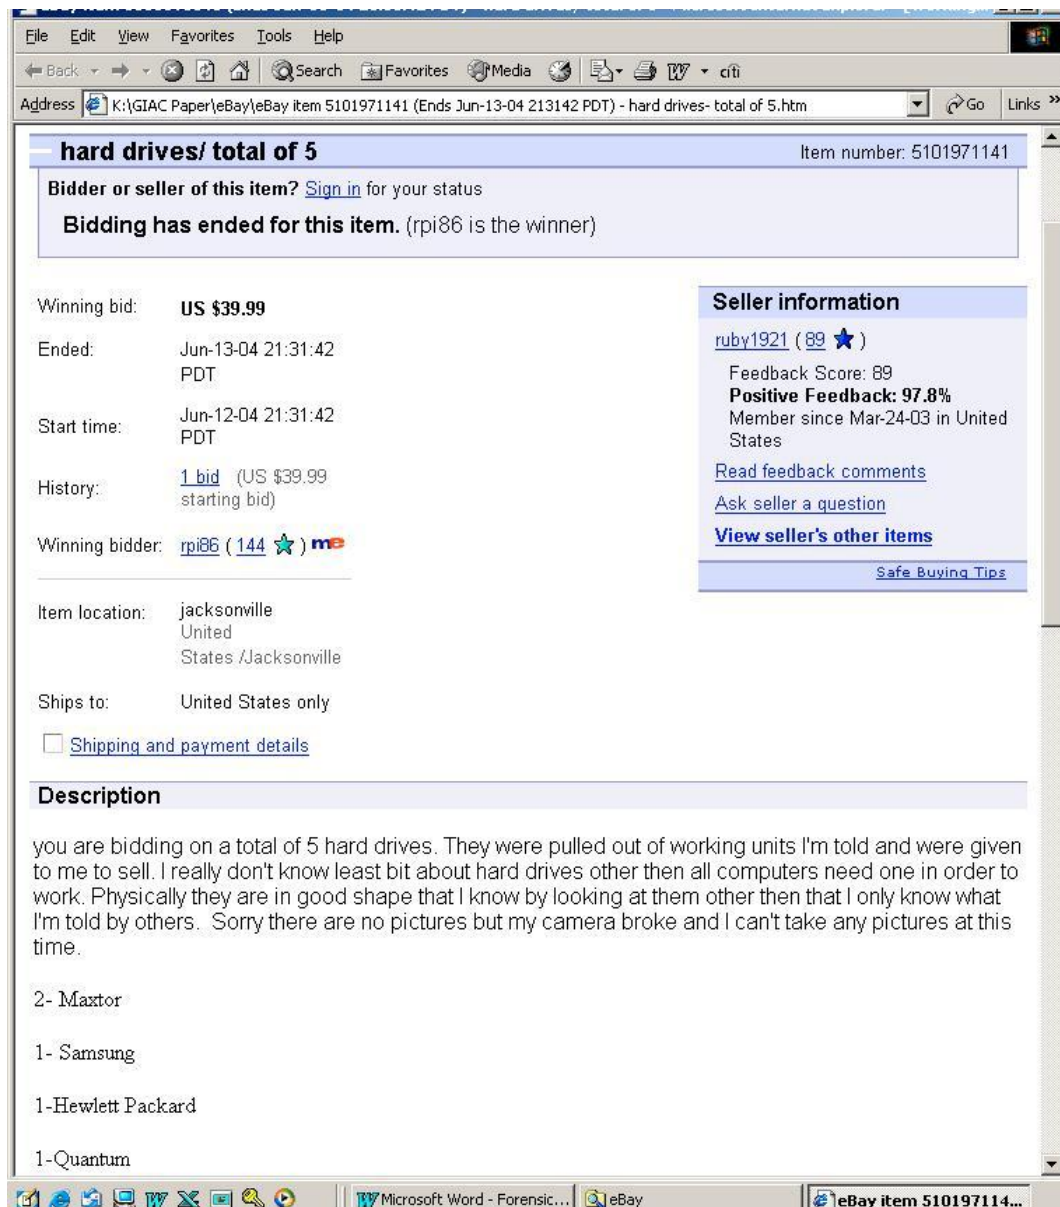 File Edit View Favorites Tools Help
Back Search Favorites Media citi
Address K:\GIAC Paper\eBay\eBay item 5101971141 (Ends Jun-13-04 213142 PDT) - hard drives- total of 5.htm Go Links »
hard drives/ total of 5 Item number: 5101971141
Bidder or seller of this item? Sign in for your status
Bidding has ended for this item. (rpi86 is the winner)
Winning bid: US $39.99
Ended: Jun-13-04 21:31:42
PDT
Start time: Jun-12-04 21:31:42
PDT
History: 1 bid (US $39.99
starting bid)
Winning bidder: rpi86 ( 144 ) me
Item location: jacksonville
United
States /Jacksonville
Ships to: United States only
Shipping and payment details
Seller information
ruby1921 ( 89 )
Feedback Score: 89
Positive Feedback: 97.8%
Member since Mar-24-03 in United
States
Read feedback comments
Ask seller a question
View seller's other items
Safe Buying Tips
Description
you are bidding on a total of 5 hard drives. They were pulled out of working units I'm told and were given
to me to sell. I really don't know least bit about hard drives other then all computers need one in order to
work. Physically they are in good shape that I know by looking at them other then that I only know what
I'm told by others. Sorry there are no pictures but my camera broke and I can't take any pictures at this
time.
2- Maxtor
1- Samsung
1-Hewlett Packard
1-Quantum
Microsoft Word - Forensic... eBay eBay item 510197114...